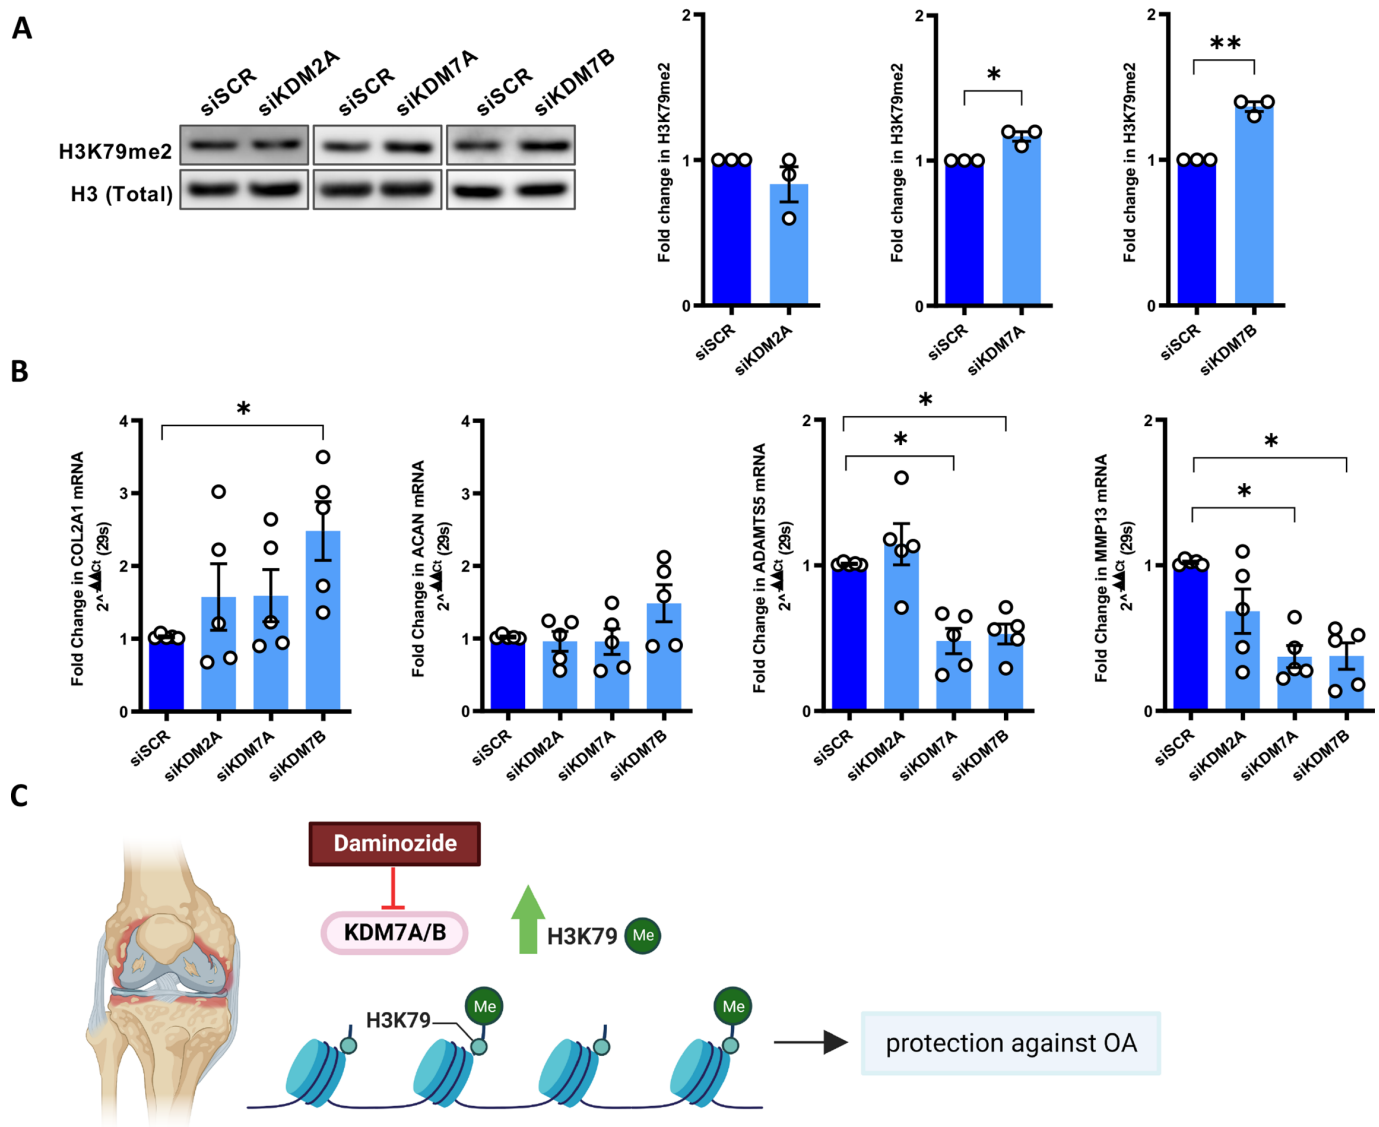 A
siSCR
siKDM2A
siSCR
siKDM7A
siSCR
siKDM7B
H3K79me2
H3 (Total)
Fold change in H3K79me2
2
1
0
siSCR
siKDM2A
Fold change in H3K79me2
2
1
0
*
siSCR
siKDM7A
Fold change in H3K79me2
2
1
0
**
siSCR
siKDM7B
B
Fold Change in COL2A1 mRNA
2^-▲▲Ct (29s)
4
3
2
1
0
*
siSCR
siKDM2A
siKDM7A
siKDM7B
Fold Change in ACAN mRNA
2^-▲▲Ct (29s)
4
3
2
1
0
siSCR
siKDM2A
siKDM7A
siKDM7B
Fold Change in ADAMTS5 mRNA
2^-▲▲Ct (29s)
2
1
0
*
*
siSCR
siKDM2A
siKDM7A
siKDM7B
Fold Change in MMP13 mRNA
2^-▲▲Ct (29s)
2
1
0
*
*
siSCR
siKDM2A
siKDM7A
siKDM7B
C
Daminozide
KDM7A/B
H3K79 Me
H3K79
Me
Me
protection against OA